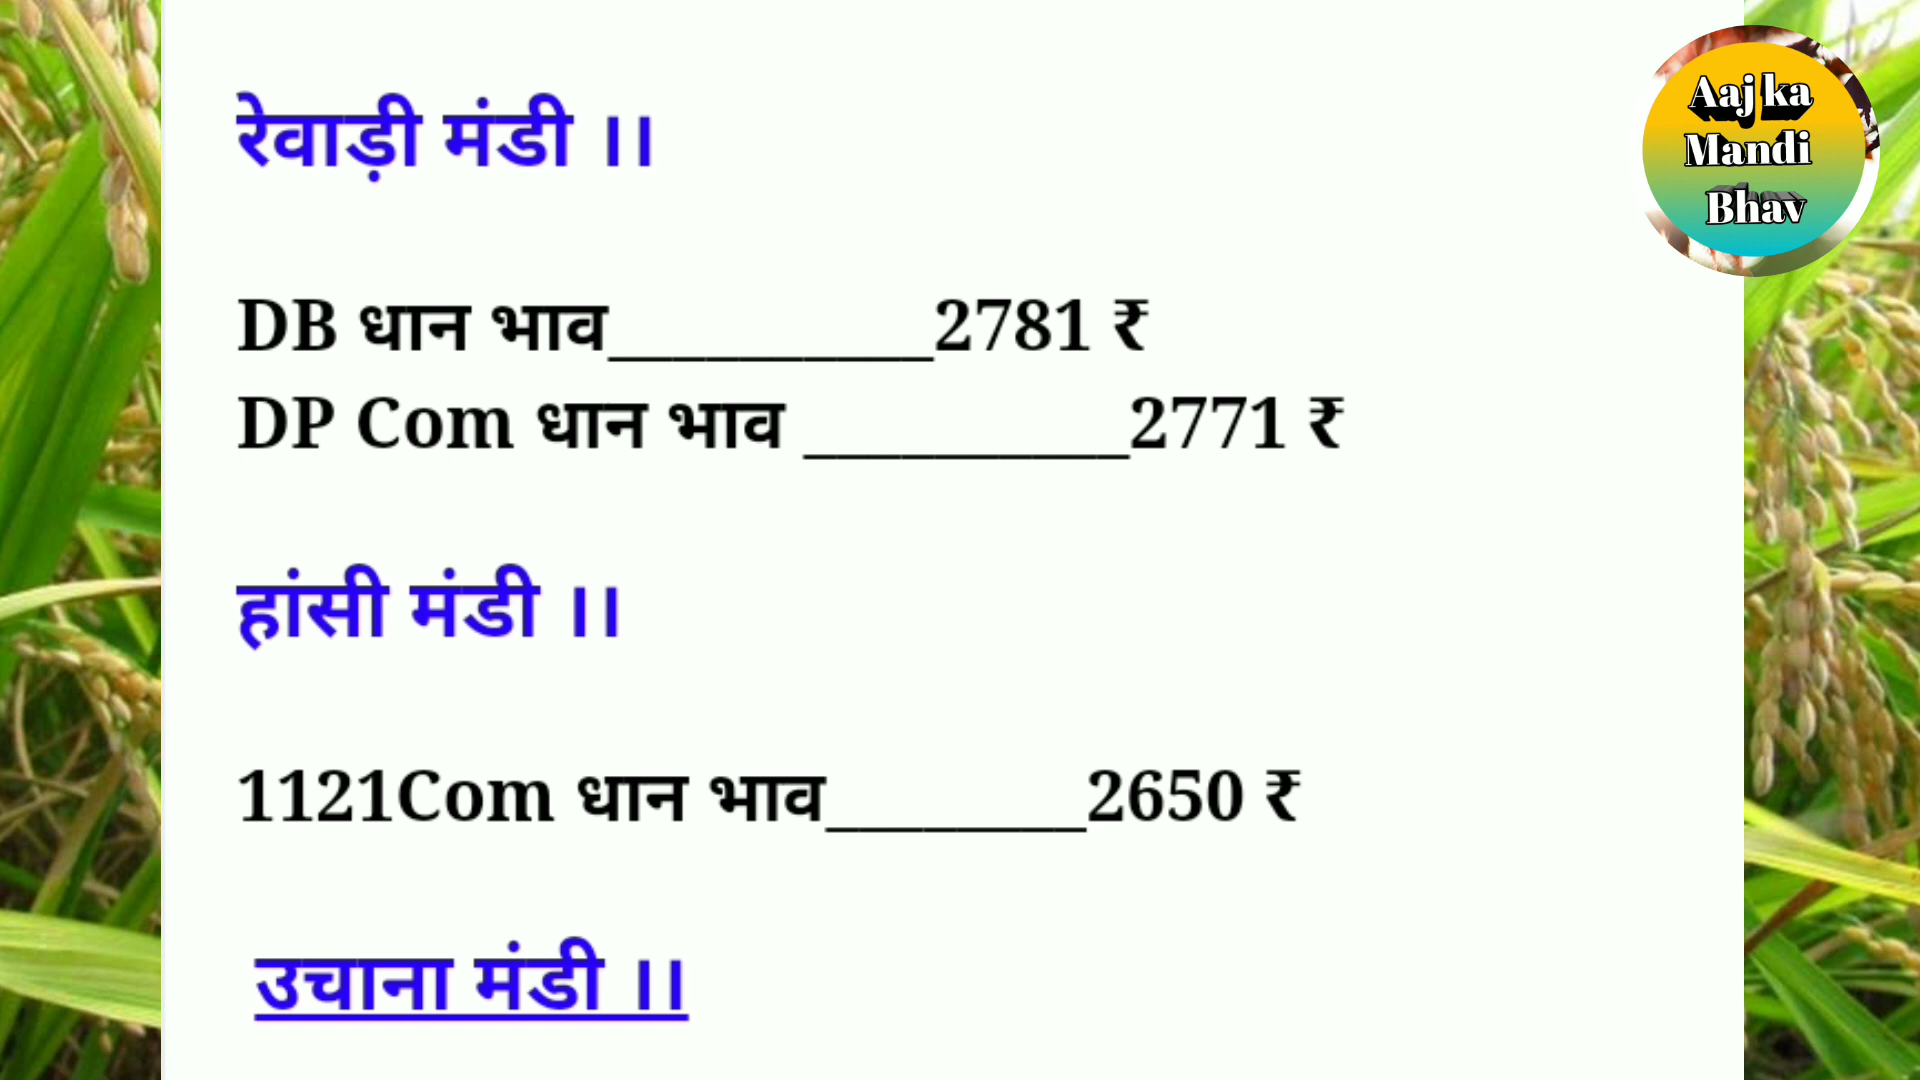 रेवाड़ी मंडी ।।
DB धान भाव__________2781 ₹
DP Com धान भाव __________2771 ₹
हांसी मंडी ।।
1121Com धान भाव________2650 ₹
उचाना मंडी ।।
Aaj ka
Mandi
Bhav